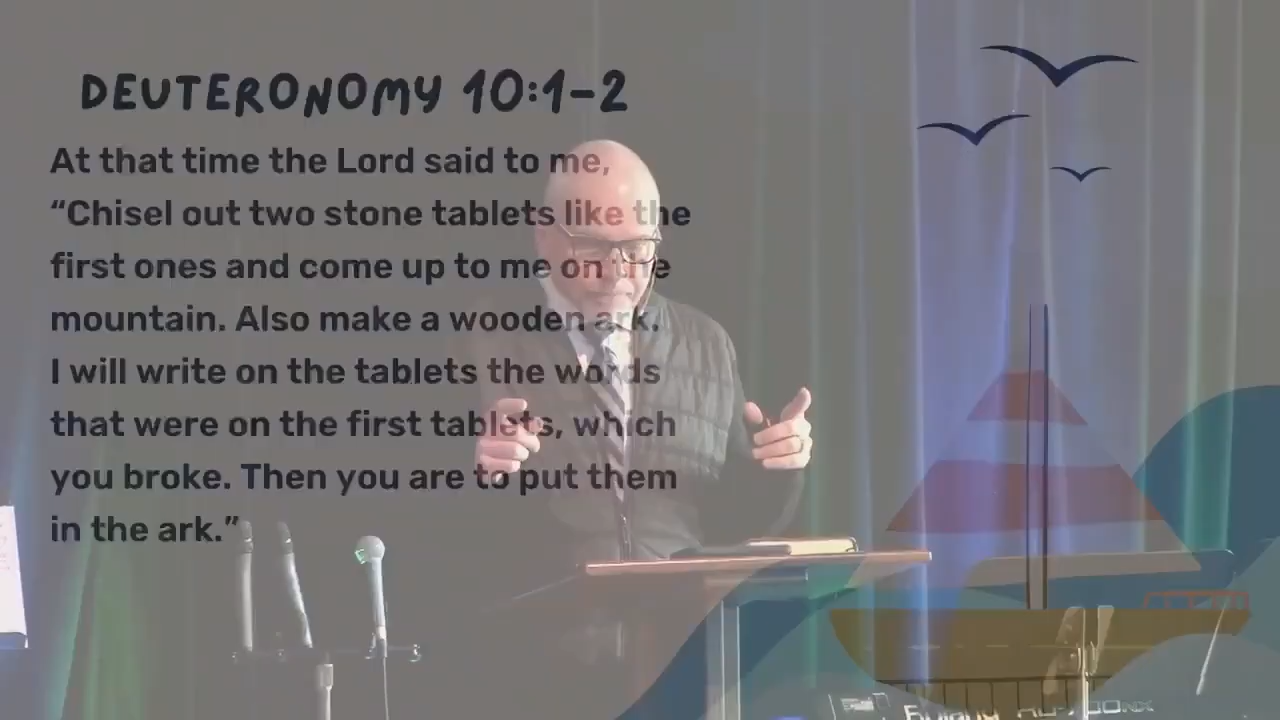 DEUTERONOMY 10:1-2
At that time the Lord said to me,
“Chisel out two stone tablets like the
first ones and come up to me on the
mountain. Also make a wooden ark.
I will write on the tablets the words
that were on the first tablets, which
you broke. Then you are to put them
in the ark.”
Roland